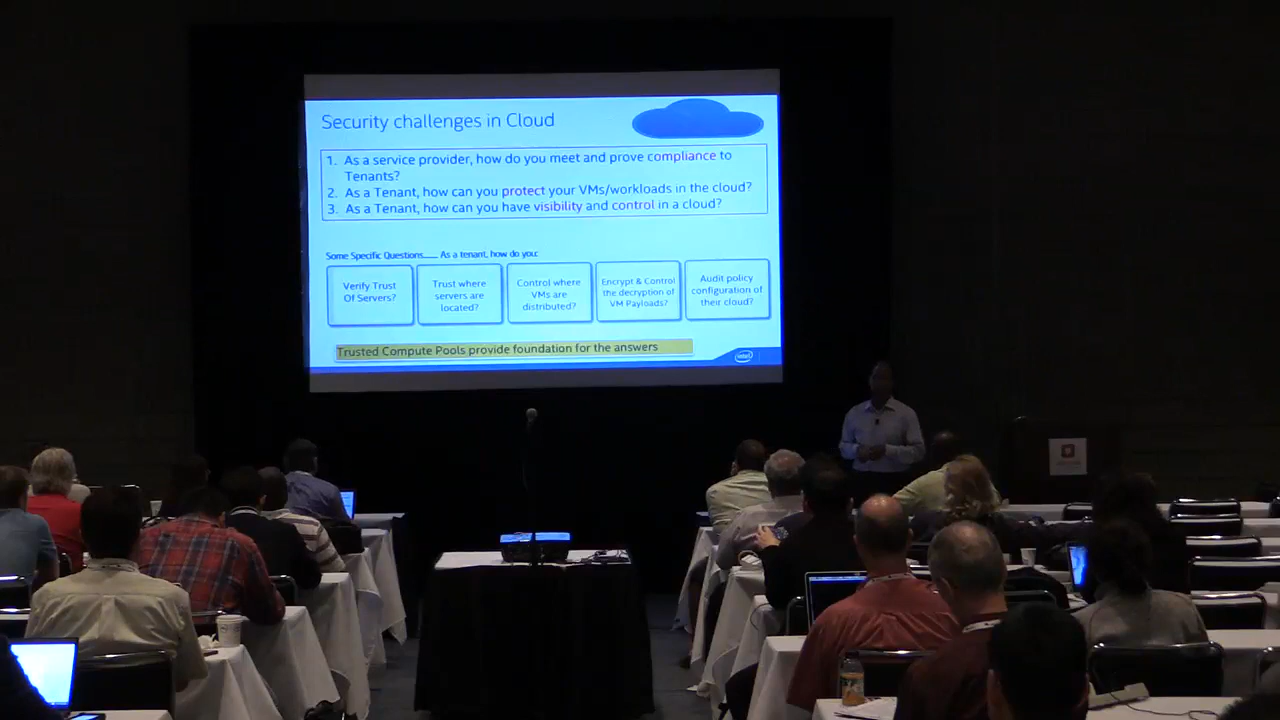 Security challenges in Cloud
1. As a service provider, how do you meet and prove compliance to
Tenants?
2. As a Tenant, how can you protect your VMs/workloads in the cloud?
3. As a Tenant, how can you have visibility and control in a cloud?
Some Specific Questions...... As a tenant, how do you:
Verify Trust
Of Servers?
Trust where
servers are
located?
Control where
VMs are
distributed?
Encrypt & Control
the decryption of
VM Payloads?
Audit policy
configuration of
their cloud?
Trusted Compute Pools provide foundation for the answers
intel